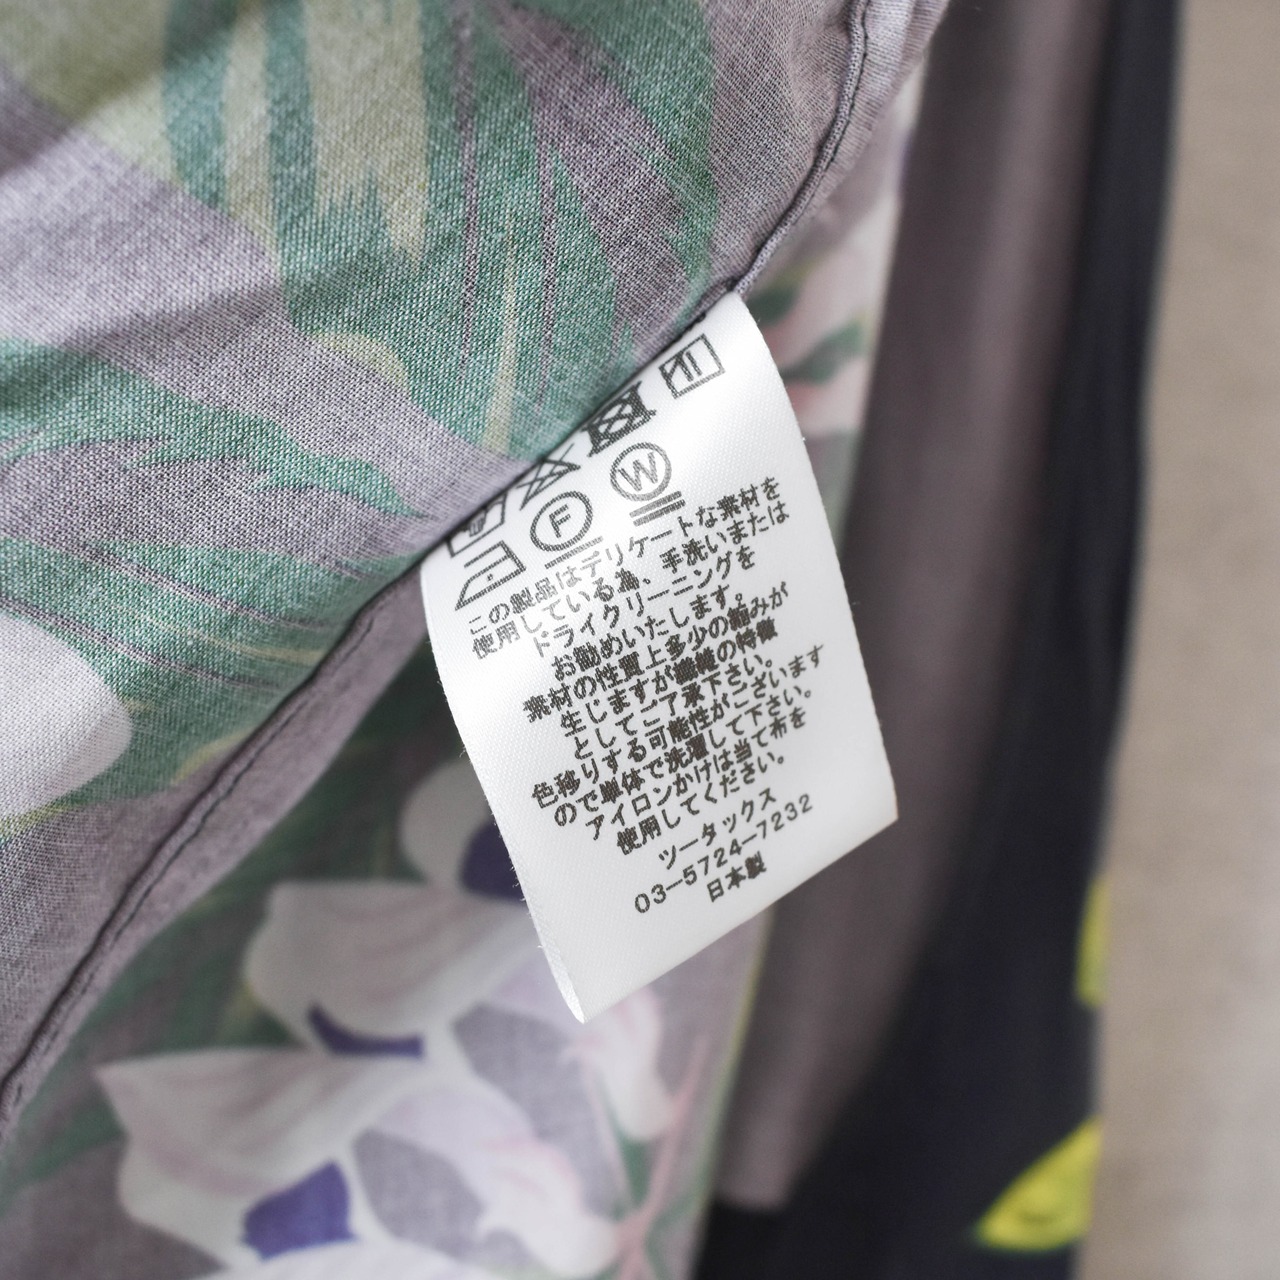 F
W
この製品はデリケートな素材を
使用している為、手洗いまたは
ドライクリーニングを
お勧めいたします。
素材の性質上多少の縮みが
生じますが繊維の特徴
としてご了承下さい。
色移りする可能性がございます
ので単体で洗濯して下さい。
アイロンかけは当て布を
使用してください。
ツータックス
03-5724-7232
日本製